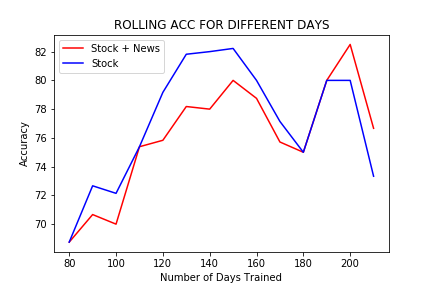 ROLLING ACC FOR DIFFERENT DAYS
Stock + News
Stock
Accuracy
82
80
78
76
74
72
70
80 100 120 140 160 180 200
Number of Days Trained